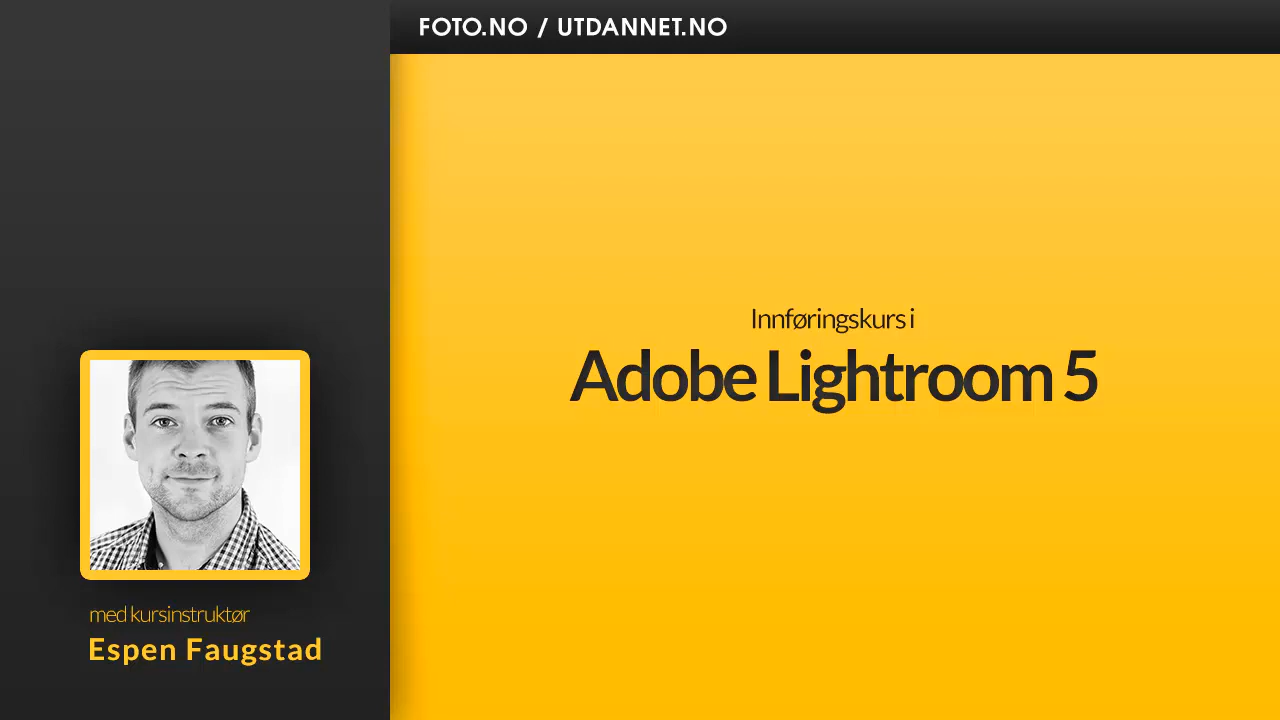 FOTO.NO / UTDANNET.NO
Innføringskurs i
Adobe Lightroom 5
med kursinstruktør
Espen Faugstad